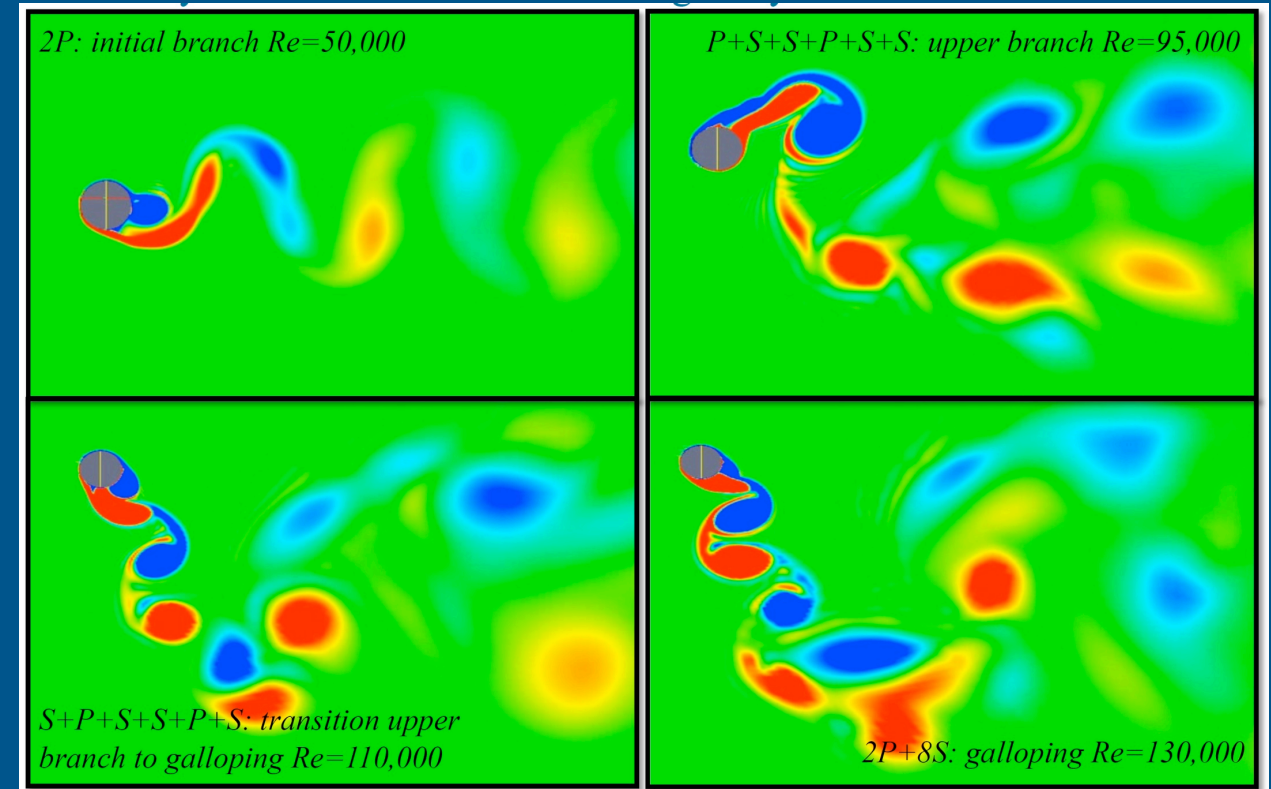 2P: initial branch Re=50,000
P+S+S+P+S+S: upper branch Re=95,000
S+P+S+S+P+S: transition upper
branch to galloping Re=110,000
2P+8S: galloping Re=130,000